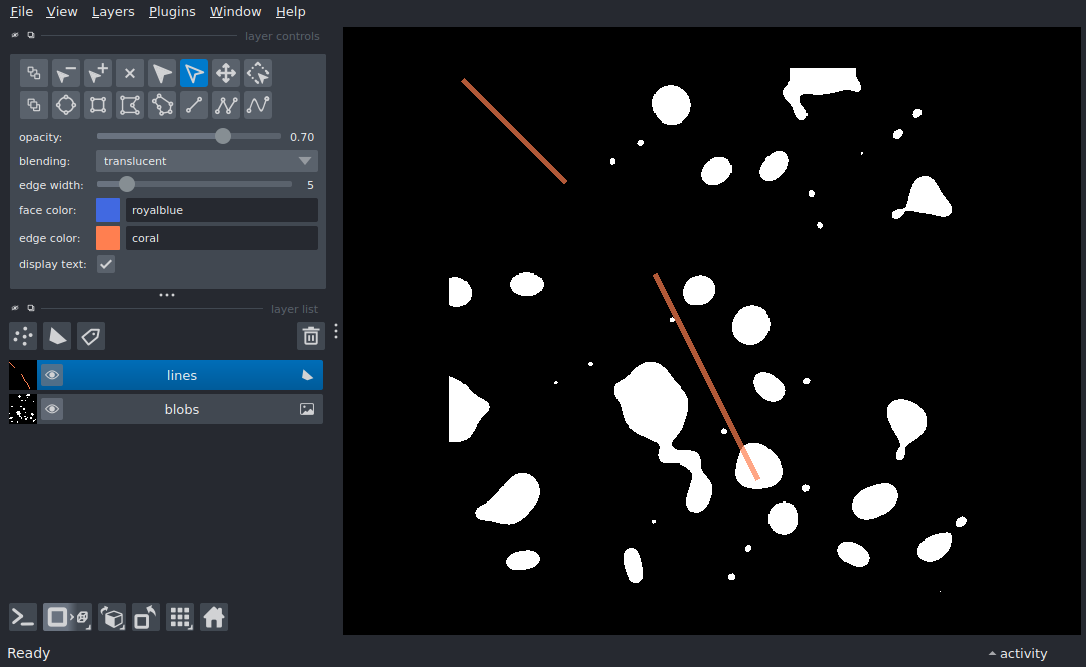 File View Layers Plugins Window Help
layer controls
opacity: 0.70
blending: translucent
edge width: 5
face color: royalblue
edge color: coral
display text:
layer list
lines
blobs
Ready
activity